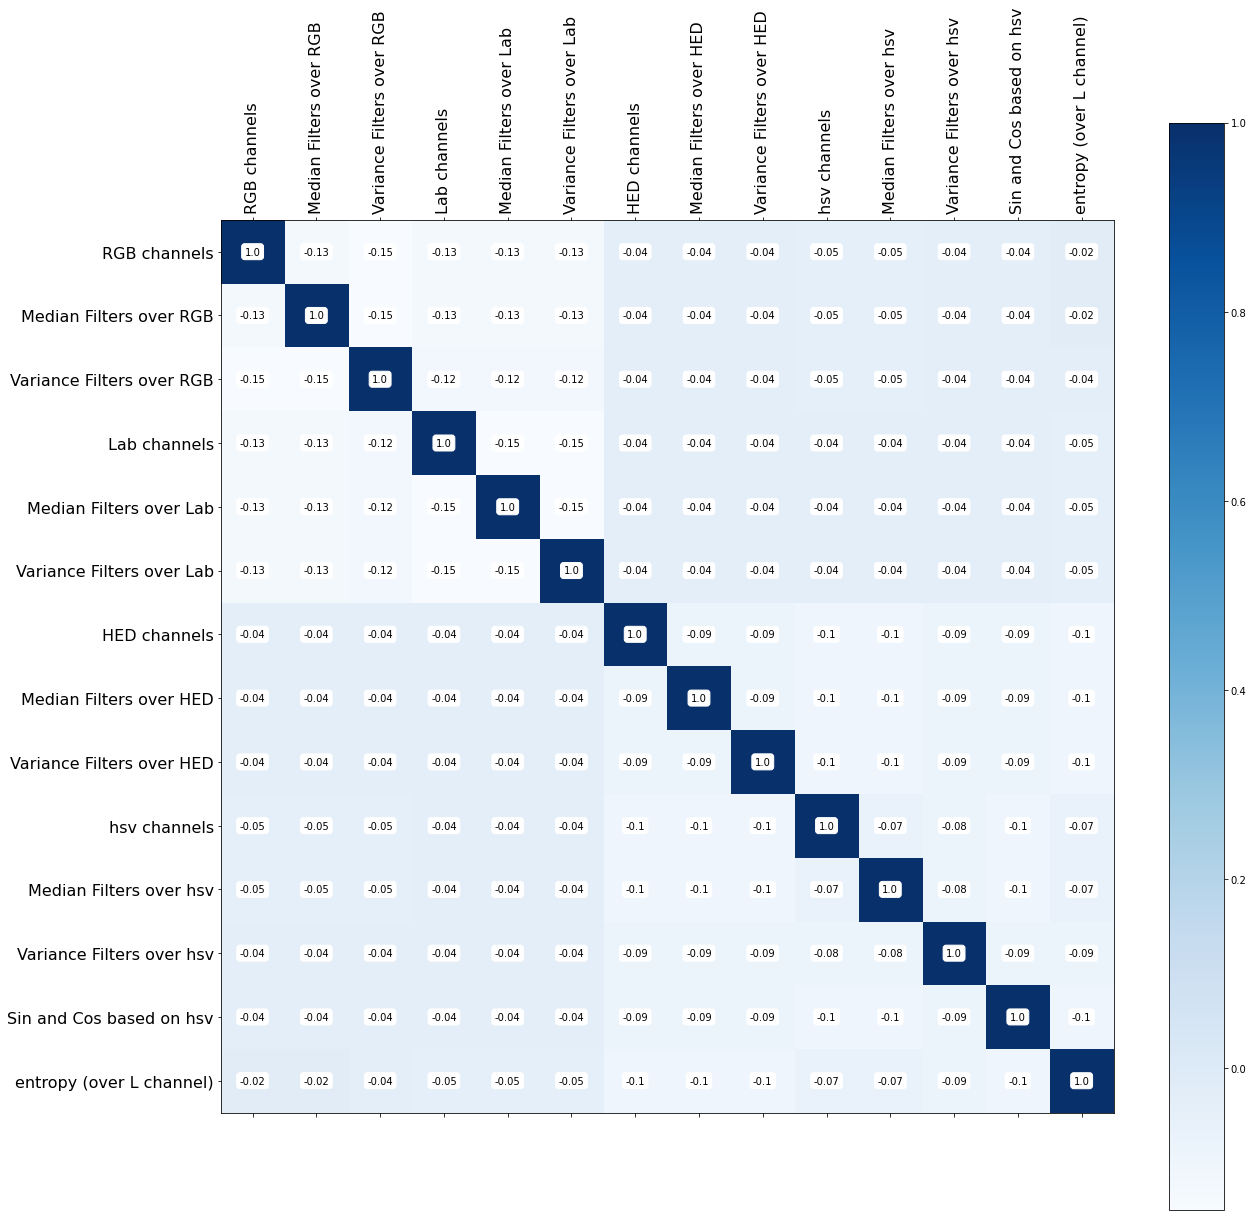 RGB channels
Median Filters over RGB
Variance Filters over RGB
Lab channels
Median Filters over Lab
Variance Filters over Lab
HED channels
Median Filters over HED
Variance Filters over HED
hsv channels
Median Filters over hsv
Variance Filters over hsv
Sin and Cos based on hsv
entropy (over L channel)
RGB channels 1.0 -0.13 -0.15 -0.13 -0.13 -0.13 -0.04 -0.04 -0.04 -0.05 -0.05 -0.04 -0.04 -0.02
Median Filters over RGB -0.13 1.0 -0.15 -0.13 -0.13 -0.13 -0.04 -0.04 -0.04 -0.05 -0.05 -0.04 -0.04 -0.02
Variance Filters over RGB -0.15 -0.15 1.0 -0.12 -0.12 -0.12 -0.04 -0.04 -0.04 -0.05 -0.05 -0.04 -0.04 -0.04
Lab channels -0.13 -0.13 -0.12 1.0 -0.15 -0.15 -0.04 -0.04 -0.04 -0.04 -0.04 -0.04 -0.04 -0.05
Median Filters over Lab -0.13 -0.13 -0.12 -0.15 1.0 -0.15 -0.04 -0.04 -0.04 -0.04 -0.04 -0.04 -0.04 -0.05
Variance Filters over Lab -0.13 -0.13 -0.12 -0.15 -0.15 1.0 -0.04 -0.04 -0.04 -0.04 -0.04 -0.04 -0.04 -0.05
HED channels -0.04 -0.04 -0.04 -0.04 -0.04 -0.04 1.0 -0.09 -0.09 -0.1 -0.1 -0.09 -0.09 -0.1
Median Filters over HED -0.04 -0.04 -0.04 -0.04 -0.04 -0.04 -0.09 1.0 -0.09 -0.1 -0.1 -0.09 -0.09 -0.1
Variance Filters over HED -0.04 -0.04 -0.04 -0.04 -0.04 -0.04 -0.09 -0.09 1.0 -0.1 -0.1 -0.09 -0.09 -0.1
hsv channels -0.05 -0.05 -0.05 -0.04 -0.04 -0.04 -0.1 -0.1 -0.1 1.0 -0.07 -0.08 -0.1 -0.07
Median Filters over hsv -0.05 -0.05 -0.05 -0.04 -0.04 -0.04 -0.1 -0.1 -0.1 -0.07 1.0 -0.08 -0.1 -0.07
Variance Filters over hsv -0.04 -0.04 -0.04 -0.04 -0.04 -0.04 -0.09 -0.09 -0.09 -0.08 -0.08 1.0 -0.09 -0.09
Sin and Cos based on hsv -0.04 -0.04 -0.04 -0.04 -0.04 -0.04 -0.09 -0.09 -0.09 -0.1 -0.1 -0.09 1.0 -0.1
entropy (over L channel) -0.02 -0.02 -0.04 -0.05 -0.05 -0.05 -0.1 -0.1 -0.1 -0.07 -0.07 -0.09 -0.1 1.0
1.0
0.8
0.6
0.4
0.2
0.0